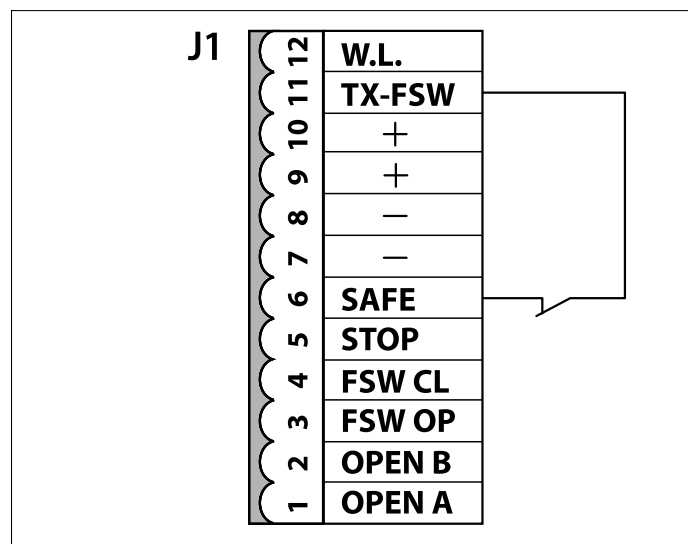 J1
12 W.L.
11 TX-FSW
10 +
9 +
8 −
7 −
6 SAFE
5 STOP
4 FSW CL
3 FSW OP
2 OPEN B
1 OPEN A